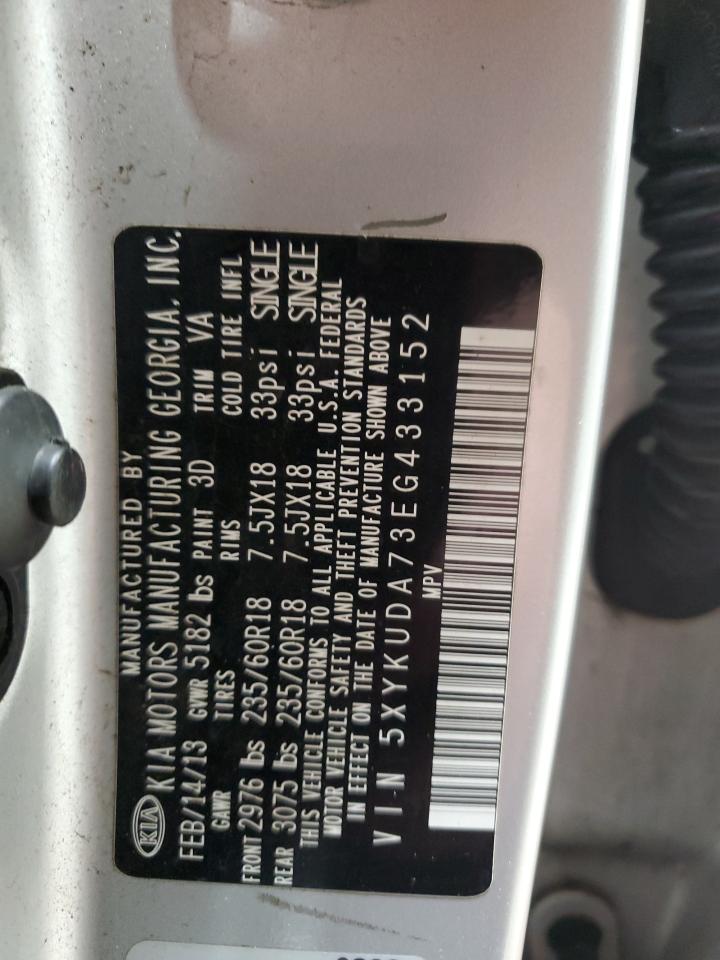 MANUFACTURED BY
KIA KIA MOTORS MANUFACTURING GEORGIA, INC.
FEB/14/13 GVWR 5182 lbs PAINT 3D TRIM VA
GAWR TIRES RIMS COLD TIRE INFL
FRONT 2976 lbs 235/60R18 7.5JX18 33psi SINGLE
REAR 3075 lbs 235/60R18 7.5JX18 33psi SINGLE
THIS VEHICLE CONFORMS TO ALL APPLICABLE U.S.A. FEDERAL
MOTOR VEHICLE SAFETY AND THEFT PREVENTION STANDARDS
IN EFFECT ON THE DATE OF MANUFACTURE SHOWN ABOVE
VIN 5XYKUDA73EG433152
MPV